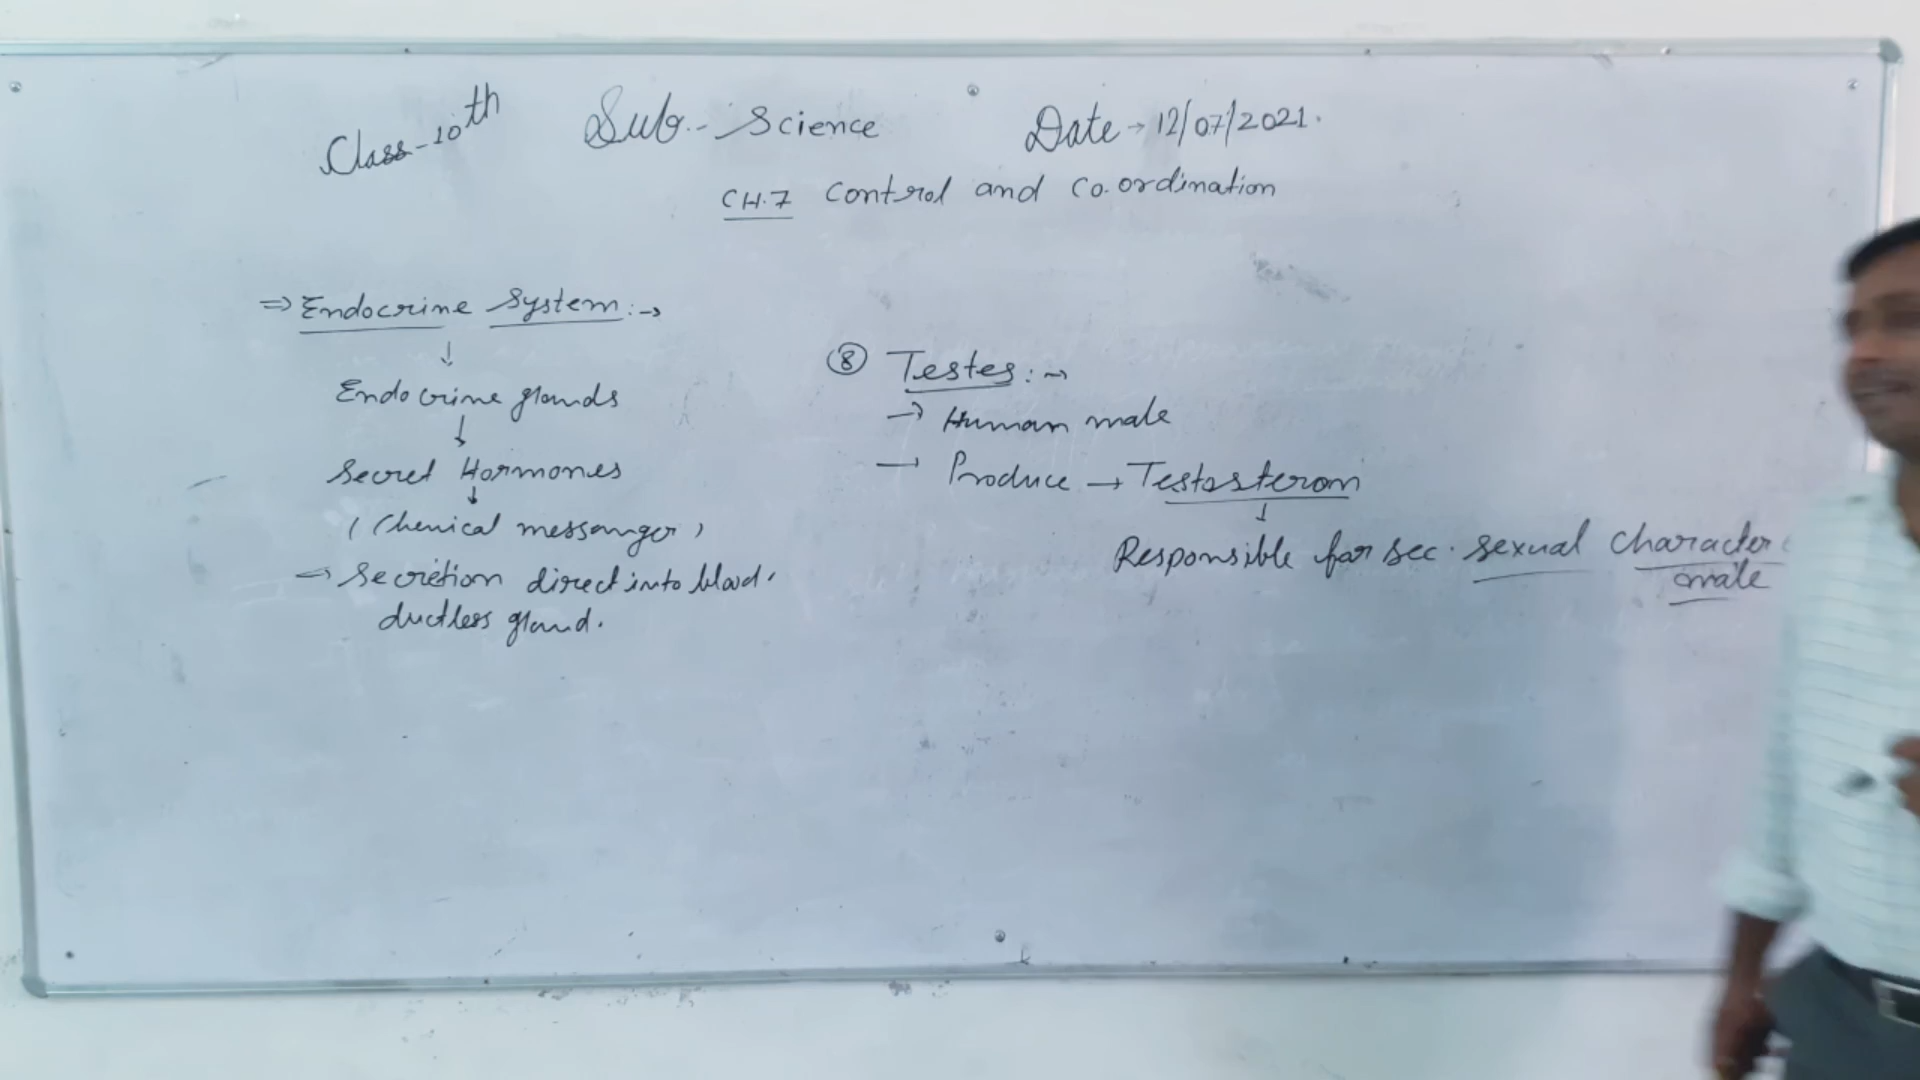 Class-10th Sub.- Science Date → 12/07/2021.
CH.7 Control and Co.ordination
⇒ Endocrine System:→
↓
Endocrine glands
↓
Secret Hormones
↓
(Chemical messanger)
→ Secretion direct into blood.
ductless gland.
⑧ Testes:→
→ Human male
→ Produce → Testosteron
↓
Responsible for sec. sexual character
male